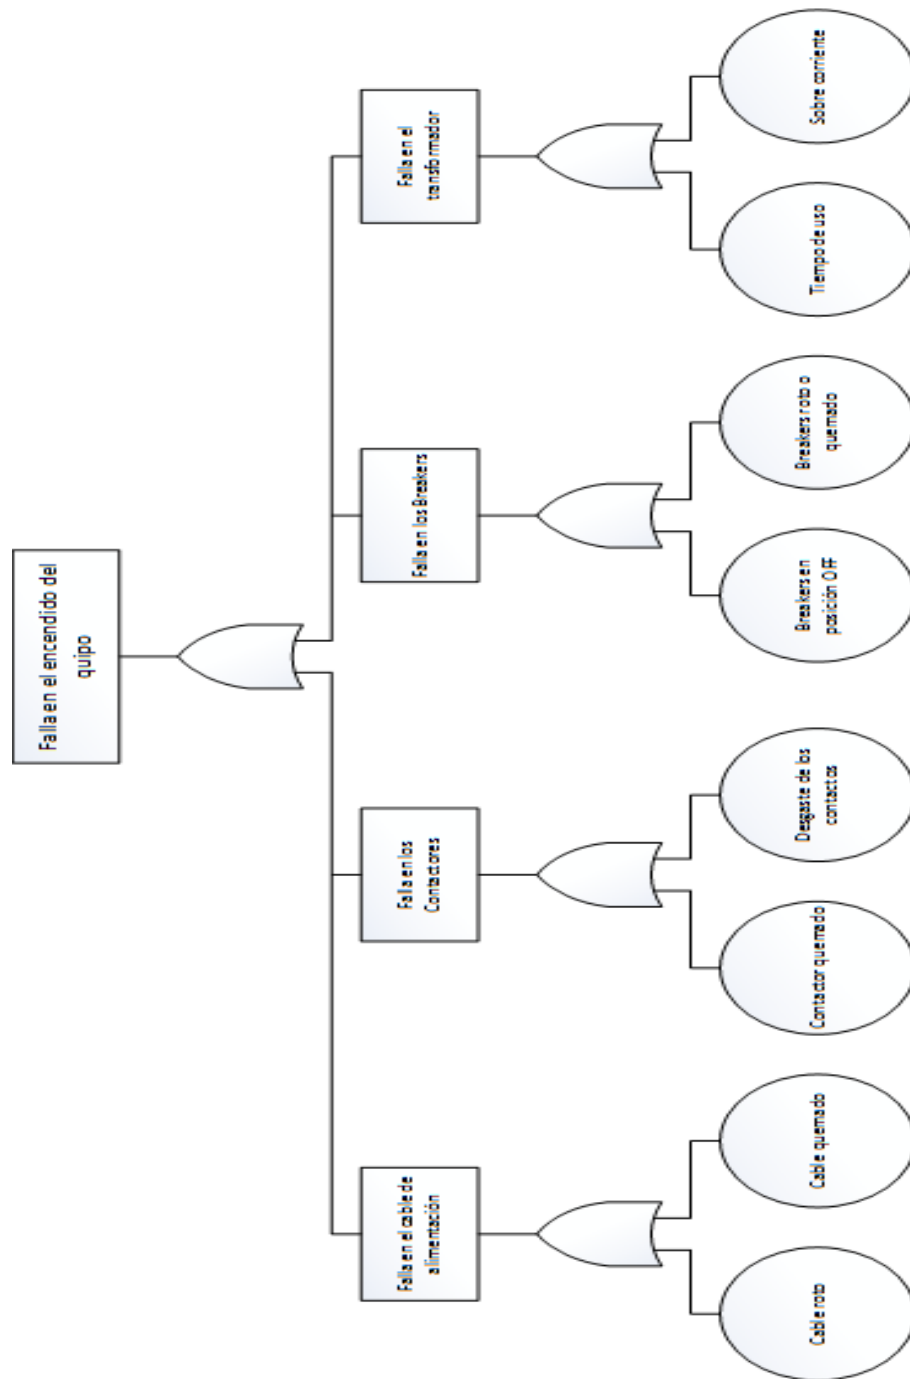 Falla en el encendido del
quipo
Falla en el cable de
alimentación
Falla en los
Contactores
Falla en los Breakers
Falla en el
transformador
Cable roto
Cable quemado
Contactor quemado
Desgaste de los
contactos
Breakers en
posición OFF
Breakers roto o
quemado
Tiempo de uso
Sobre corriente